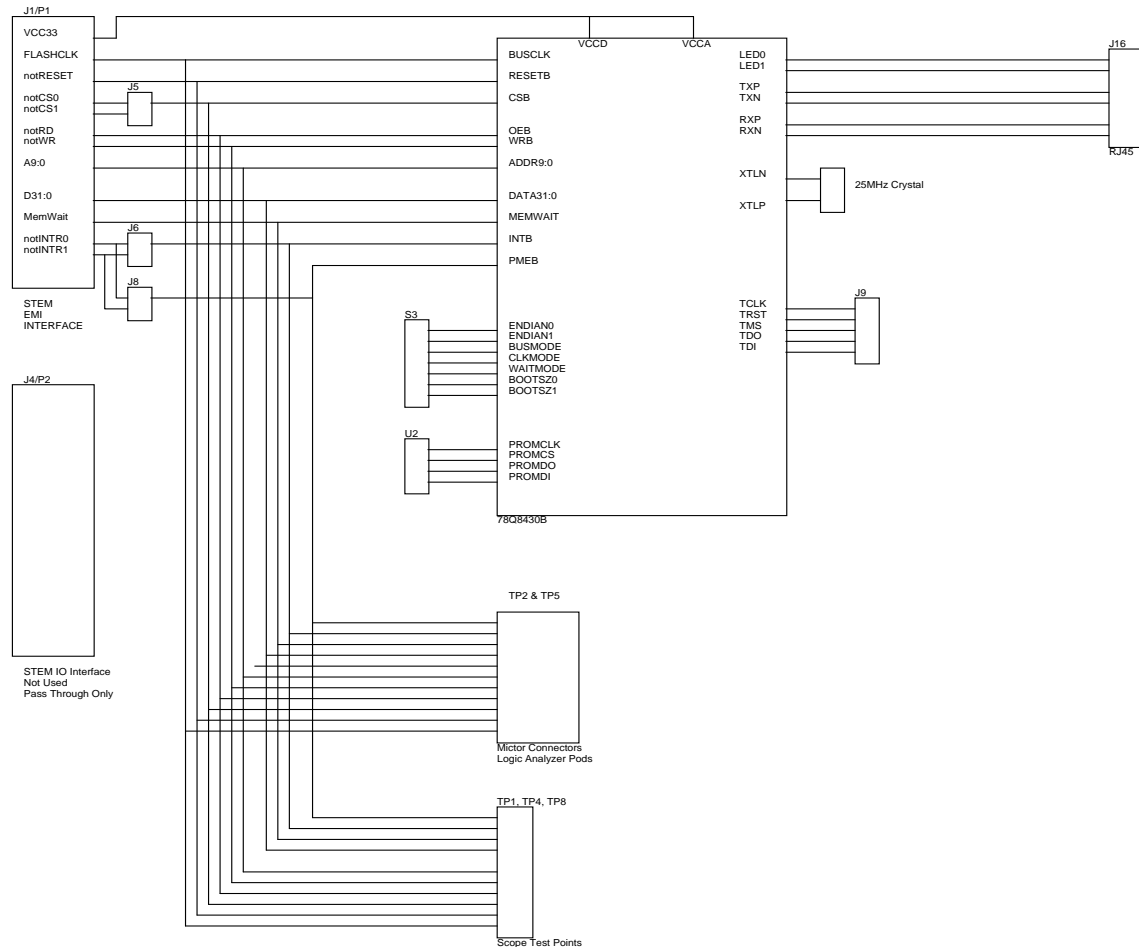 J1/P1
VCC33
FLASHCLK
notRESET
notCS0
notCS1
notRD
notWR
A9:0
D31:0
MemWait
notINTR0
notINTR1
STEM
EMI
INTERFACE
J5
J6
J8
J4/P2
STEM IO Interface
Not Used
Pass Through Only
VCCD
VCCA
BUSCLK
RESETB
CSB
OEB
WRB
ADDR9:0
DATA31:0
MEMWAIT
INTB
PMEB
S3
ENDIAN0
ENDIAN1
BUSMODE
CLKMODE
WAITMODE
BOOTSZ0
BOOTSZ1
U2
PROMCLK
PROMCS
PROMDO
PROMDI
78Q8430B
LED0
LED1
TXP
TXN
RXP
RXN
XTLN
XTLP
TCLK
TRST
TMS
TDO
TDI
J16
RJ45
25MHz Crystal
J9
TP2 & TP5
Mictor Connectors
Logic Analyzer Pods
TP1, TP4, TP8
Scope Test Points